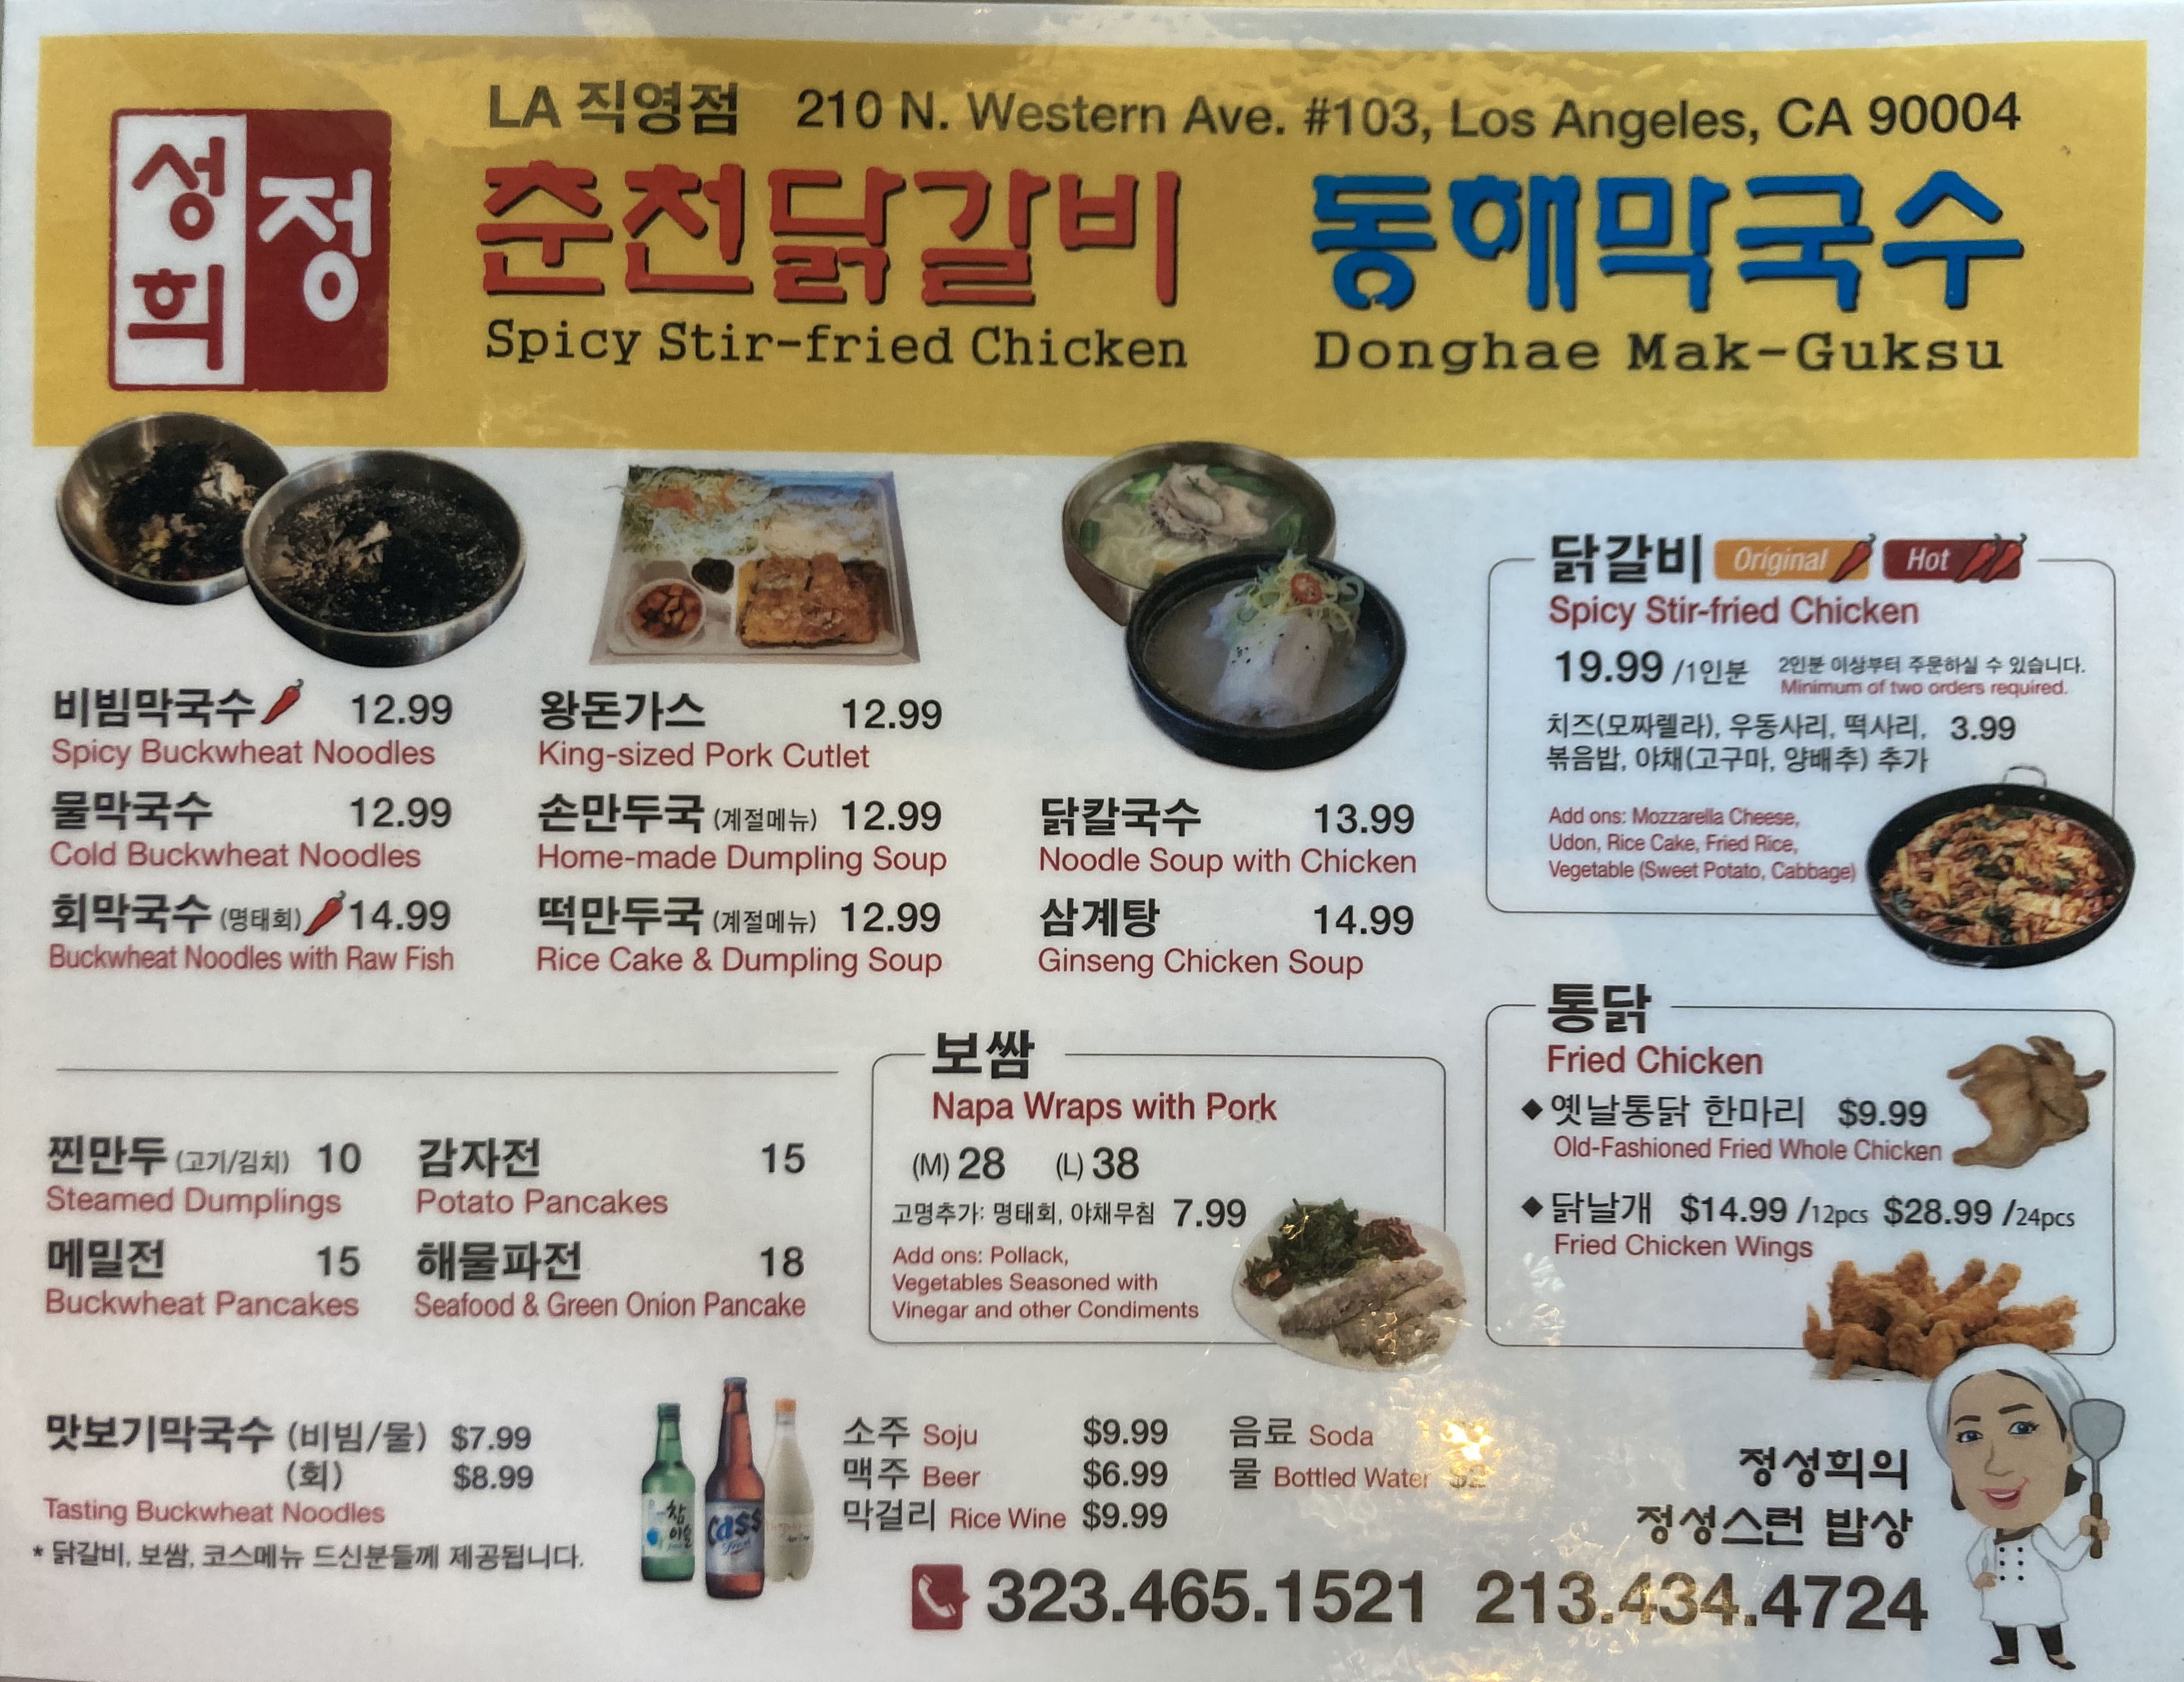 LA 직영점 210 N. Western Ave. #103, Los Angeles, CA 90004
정성희
춘천닭갈비 동해막국수
Spicy Stir-fried Chicken Donghae Mak-Guksu
비빔막국수 12.99
Spicy Buckwheat Noodles
물막국수 12.99
Cold Buckwheat Noodles
회막국수 (명태회) 14.99
Buckwheat Noodles with Raw Fish
왕돈가스 12.99
King-sized Pork Cutlet
손만두국 (계절메뉴) 12.99
Home-made Dumpling Soup
떡만두국 (계절메뉴) 12.99
Rice Cake & Dumpling Soup
닭칼국수 13.99
Noodle Soup with Chicken
삼계탕 14.99
Ginseng Chicken Soup
닭갈비 Original Hot
Spicy Stir-fried Chicken
19.99 /1인분 2인분 이상부터 주문하실 수 있습니다.
Minimum of two orders required.
치즈(모짜렐라), 우동사리, 떡사리, 3.99
볶음밥, 야채(고구마, 양배추) 추가
Add ons: Mozzarella Cheese,
Udon, Rice Cake, Fried Rice,
Vegetable (Sweet Potato, Cabbage)
통닭
Fried Chicken
◆ 옛날통닭 한마리 $9.99
Old-Fashioned Fried Whole Chicken
◆ 닭날개 $14.99 /12pcs $28.99 /24pcs
Fried Chicken Wings
찐만두 (고기/김치) 10
Steamed Dumplings
메밀전 15
Buckwheat Pancakes
감자전 15
Potato Pancakes
해물파전 18
Seafood & Green Onion Pancake
보쌈
Napa Wraps with Pork
(M) 28 (L) 38
고명추가: 명태회, 야채무침 7.99
Add ons: Pollack,
Vegetables Seasoned with
Vinegar and other Condiments
맛보기막국수 (비빔/물) $7.99
(회) $8.99
Tasting Buckwheat Noodles
* 닭갈비, 보쌈, 코스메뉴 드신분들께 제공됩니다.
참이슬
Cass
소주 Soju $9.99
맥주 Beer $6.99
막걸리 Rice Wine $9.99
음료 Soda
물 Bottled Water
정성희의
정성스런 밥상
323.465.1521 213.434.4724